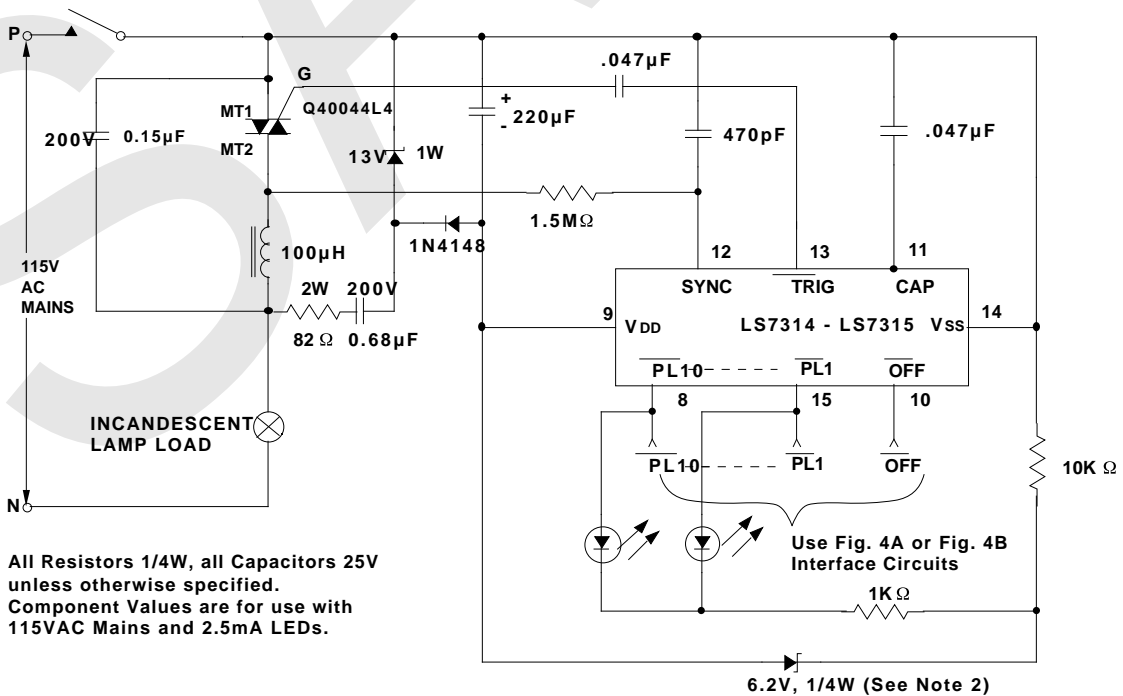 P
G
.047µF
MT1
Q40044L4
MT2
200V
0.15µF
+
-
220µF
13V
1W
470pF
.047µF
1.5MΩ
1N4148
100µH
115V
AC
MAINS
2W
200V
82 Ω
0.68µF
12
13
11
SYNC
TRIG
CAP
9
VDD
LS7314 - LS7315
VSS
14
PL10
PL1
OFF
8
15
10
INCANDESCENT
LAMP LOAD
PL10
PL1
OFF
10K Ω
N
Use Fig. 4A or Fig. 4B
Interface Circuits
All Resistors 1/4W, all Capacitors 25V
unless otherwise specified.
Component Values are for use with
115VAC Mains and 2.5mA LEDs.
1K Ω
6.2V, 1/4W (See Note 2)